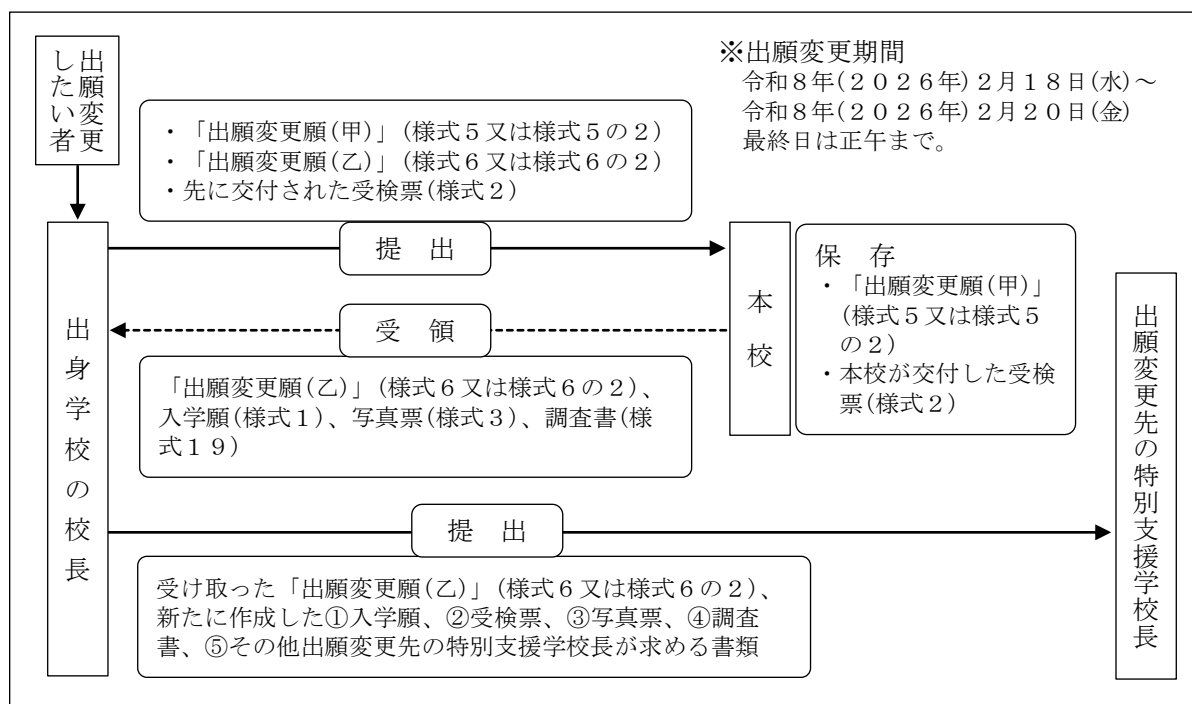 出願変更
したい者
※出願変更期間
令和８年(２０２６年)２月１８日(水)～
令和８年(２０２６年)２月２０日(金)
最終日は正午まで。
・「出願変更願(甲)」(様式５又は様式５の２)
・「出願変更願(乙)」(様式６又は様式６の２)
・先に交付された受検票(様式２)
提　出
出身学校の校長
本校
保　存
・「出願変更願(甲)」
(様式５又は様式５
の２)
・本校が交付した受検
票(様式２)
受　領
「出願変更願(乙)」(様式６又は様式６の２)、
入学願(様式１)、写真票(様式３)、調査書(様
式１９)
出願変更先の特別支援学校長
提　出
受け取った「出願変更願(乙)」(様式６又は様式６の２)、
新たに作成した①入学願、②受検票、③写真票、④調査
書、⑤その他出願変更先の特別支援学校長が求める書類